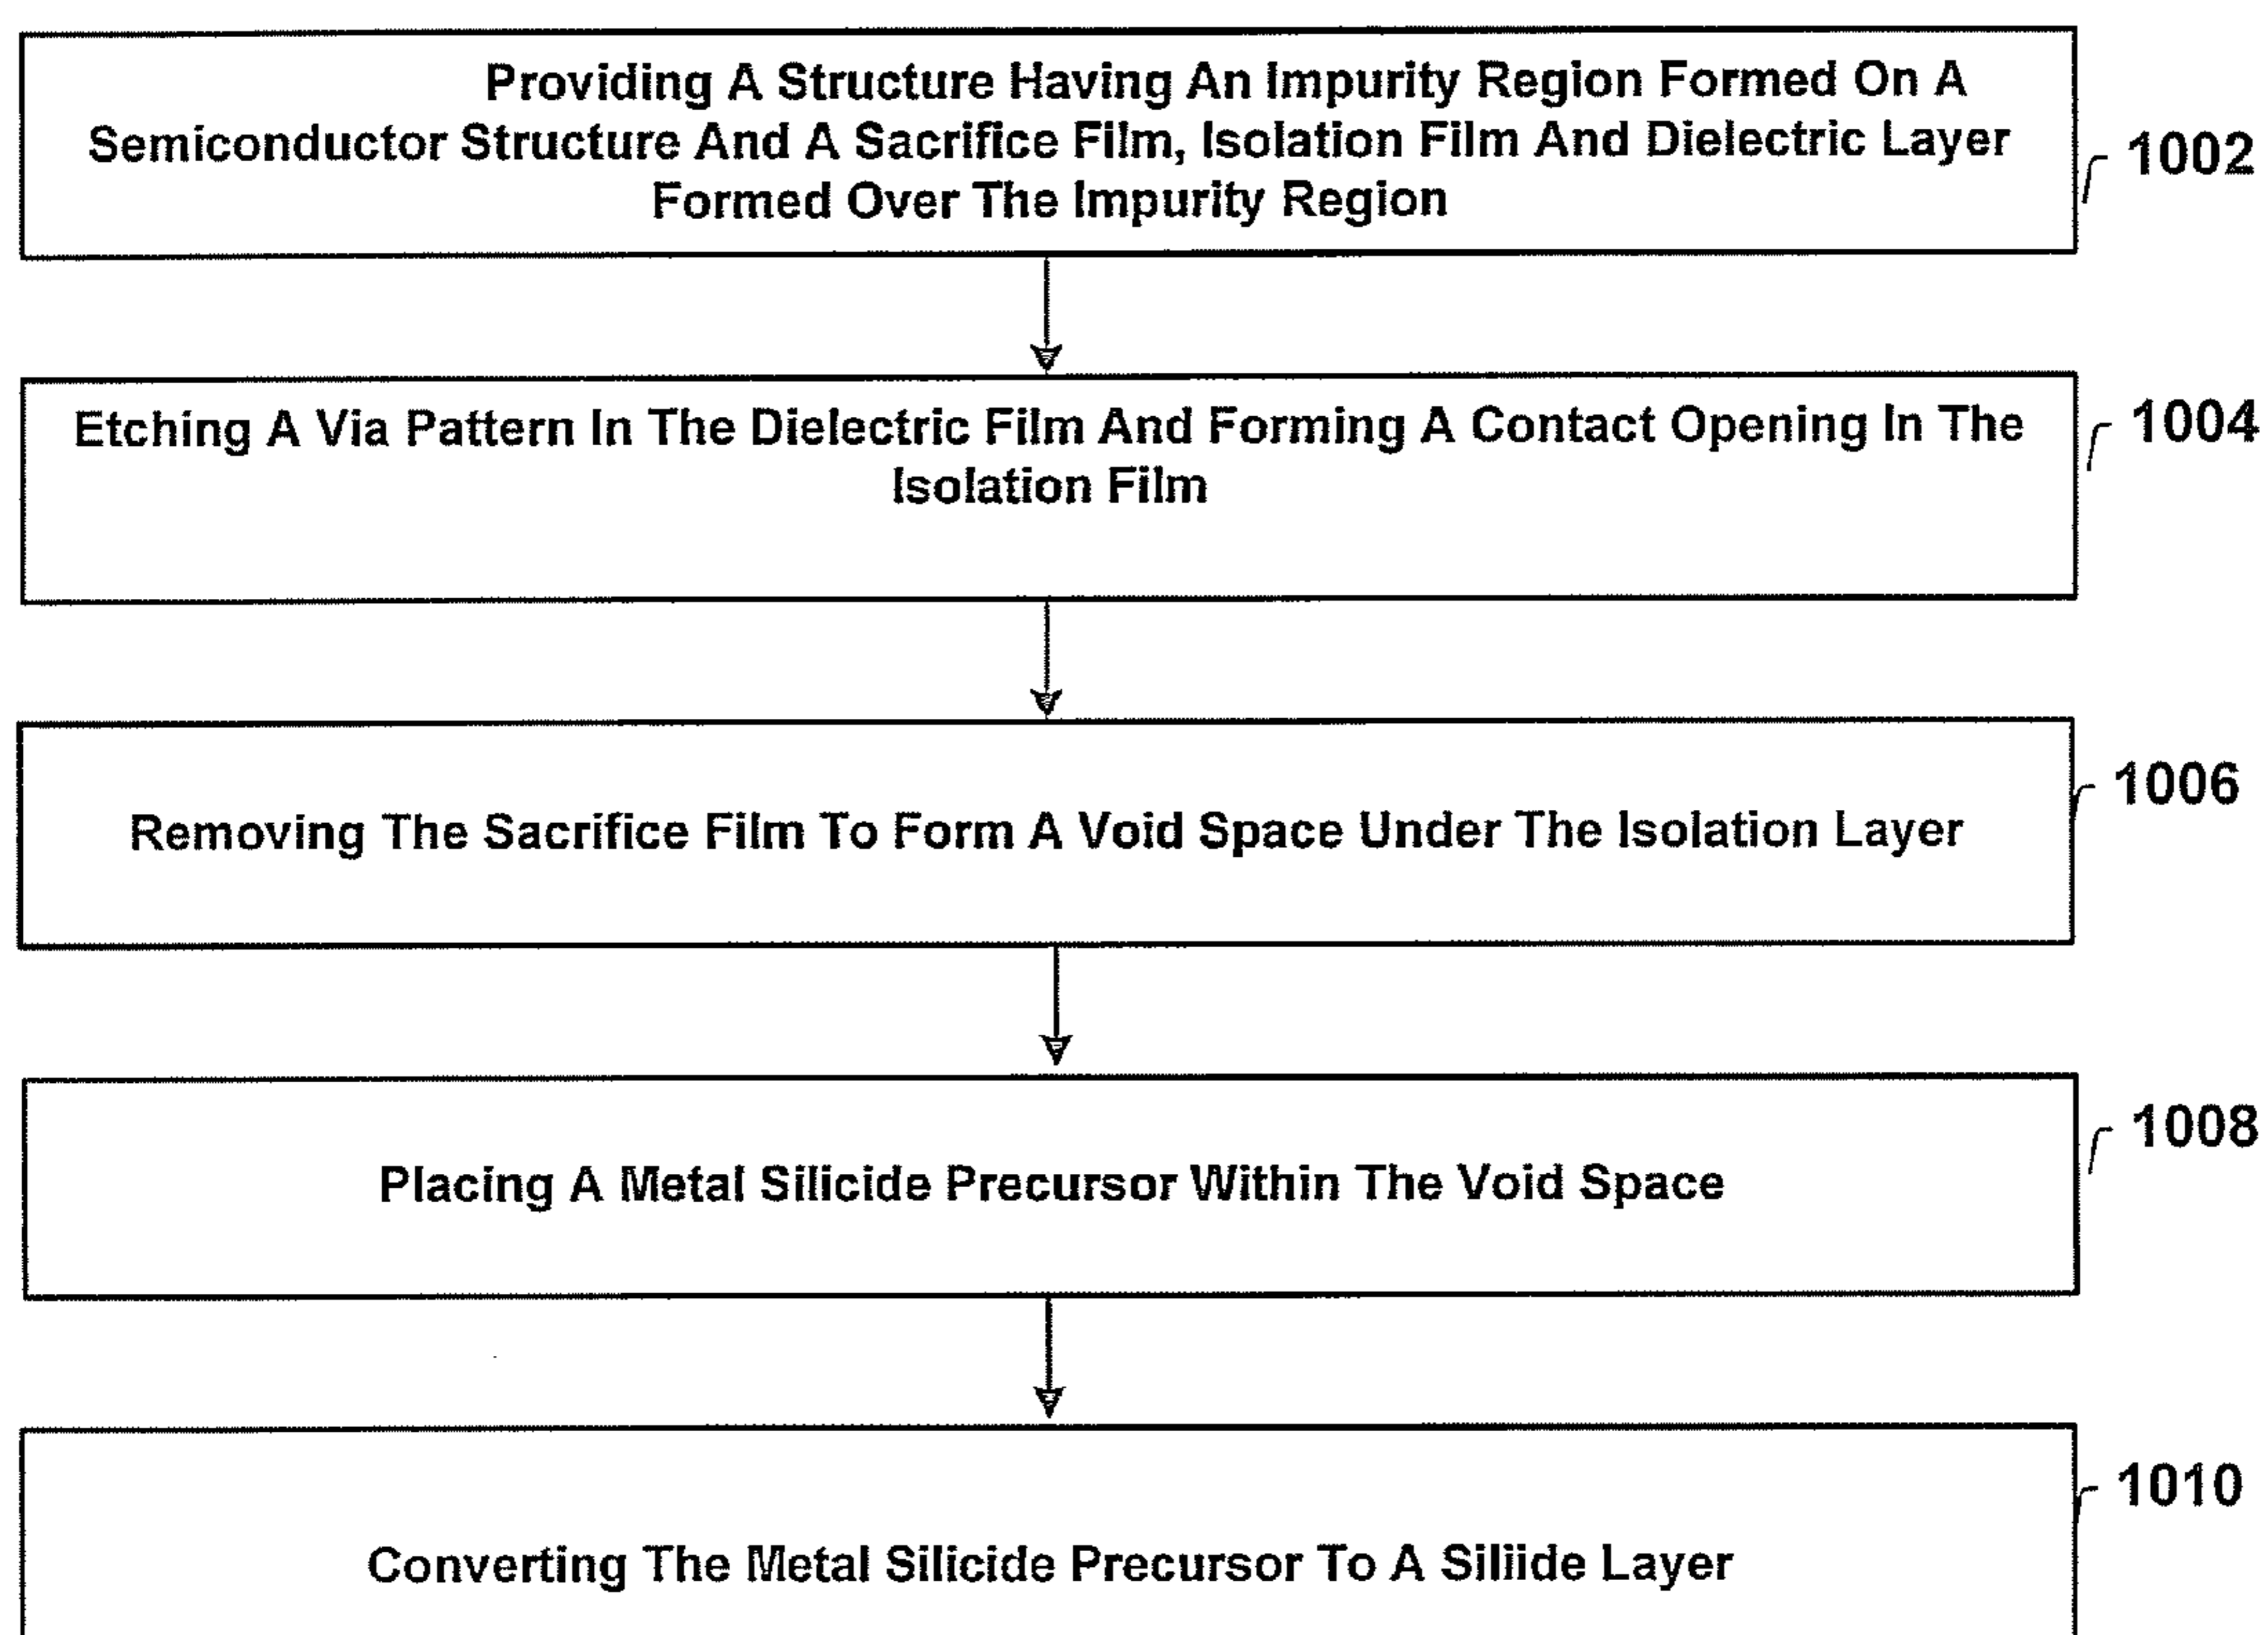 Providing A Structure Having An Impurity Region Formed On A
Semiconductor Structure And A Sacrifice Film, Isolation Film And Dielectric Layer
Formed Over The Impurity Region
1002
Etching A Via Pattern In The Dielectric Film And Forming A Contact Opening In The
Isolation Film
1004
Removing The Sacrifice Film To Form A Void Space Under The Isolation Layer
1006
Placing A Metal Silicide Precursor Within The Void Space
1008
Converting The Metal Silicide Precursor To A Siliide Layer
1010